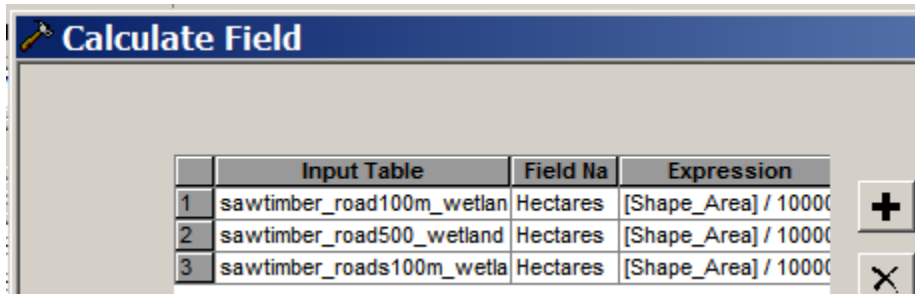 Calculate Field
Input Table Field Na Expression
1 sawtimber_road100m_wetlan Hectares [Shape_Area] / 10000
2 sawtimber_road500_wetland Hectares [Shape_Area] / 10000
3 sawtimber_roads100m_wetla Hectares [Shape_Area] / 10000